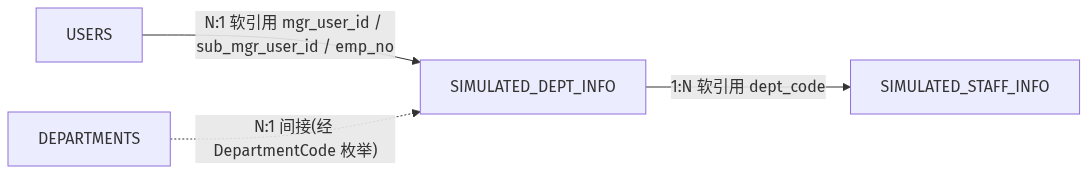 USERS
N:1 软引用 mgr_user_id /
sub_mgr_user_id / emp_no
SIMULATED_DEPT_INFO
1:N 软引用 dept_code
SIMULATED_STAFF_INFO
DEPARTMENTS
N:1 间接(经
DepartmentCode 枚举)